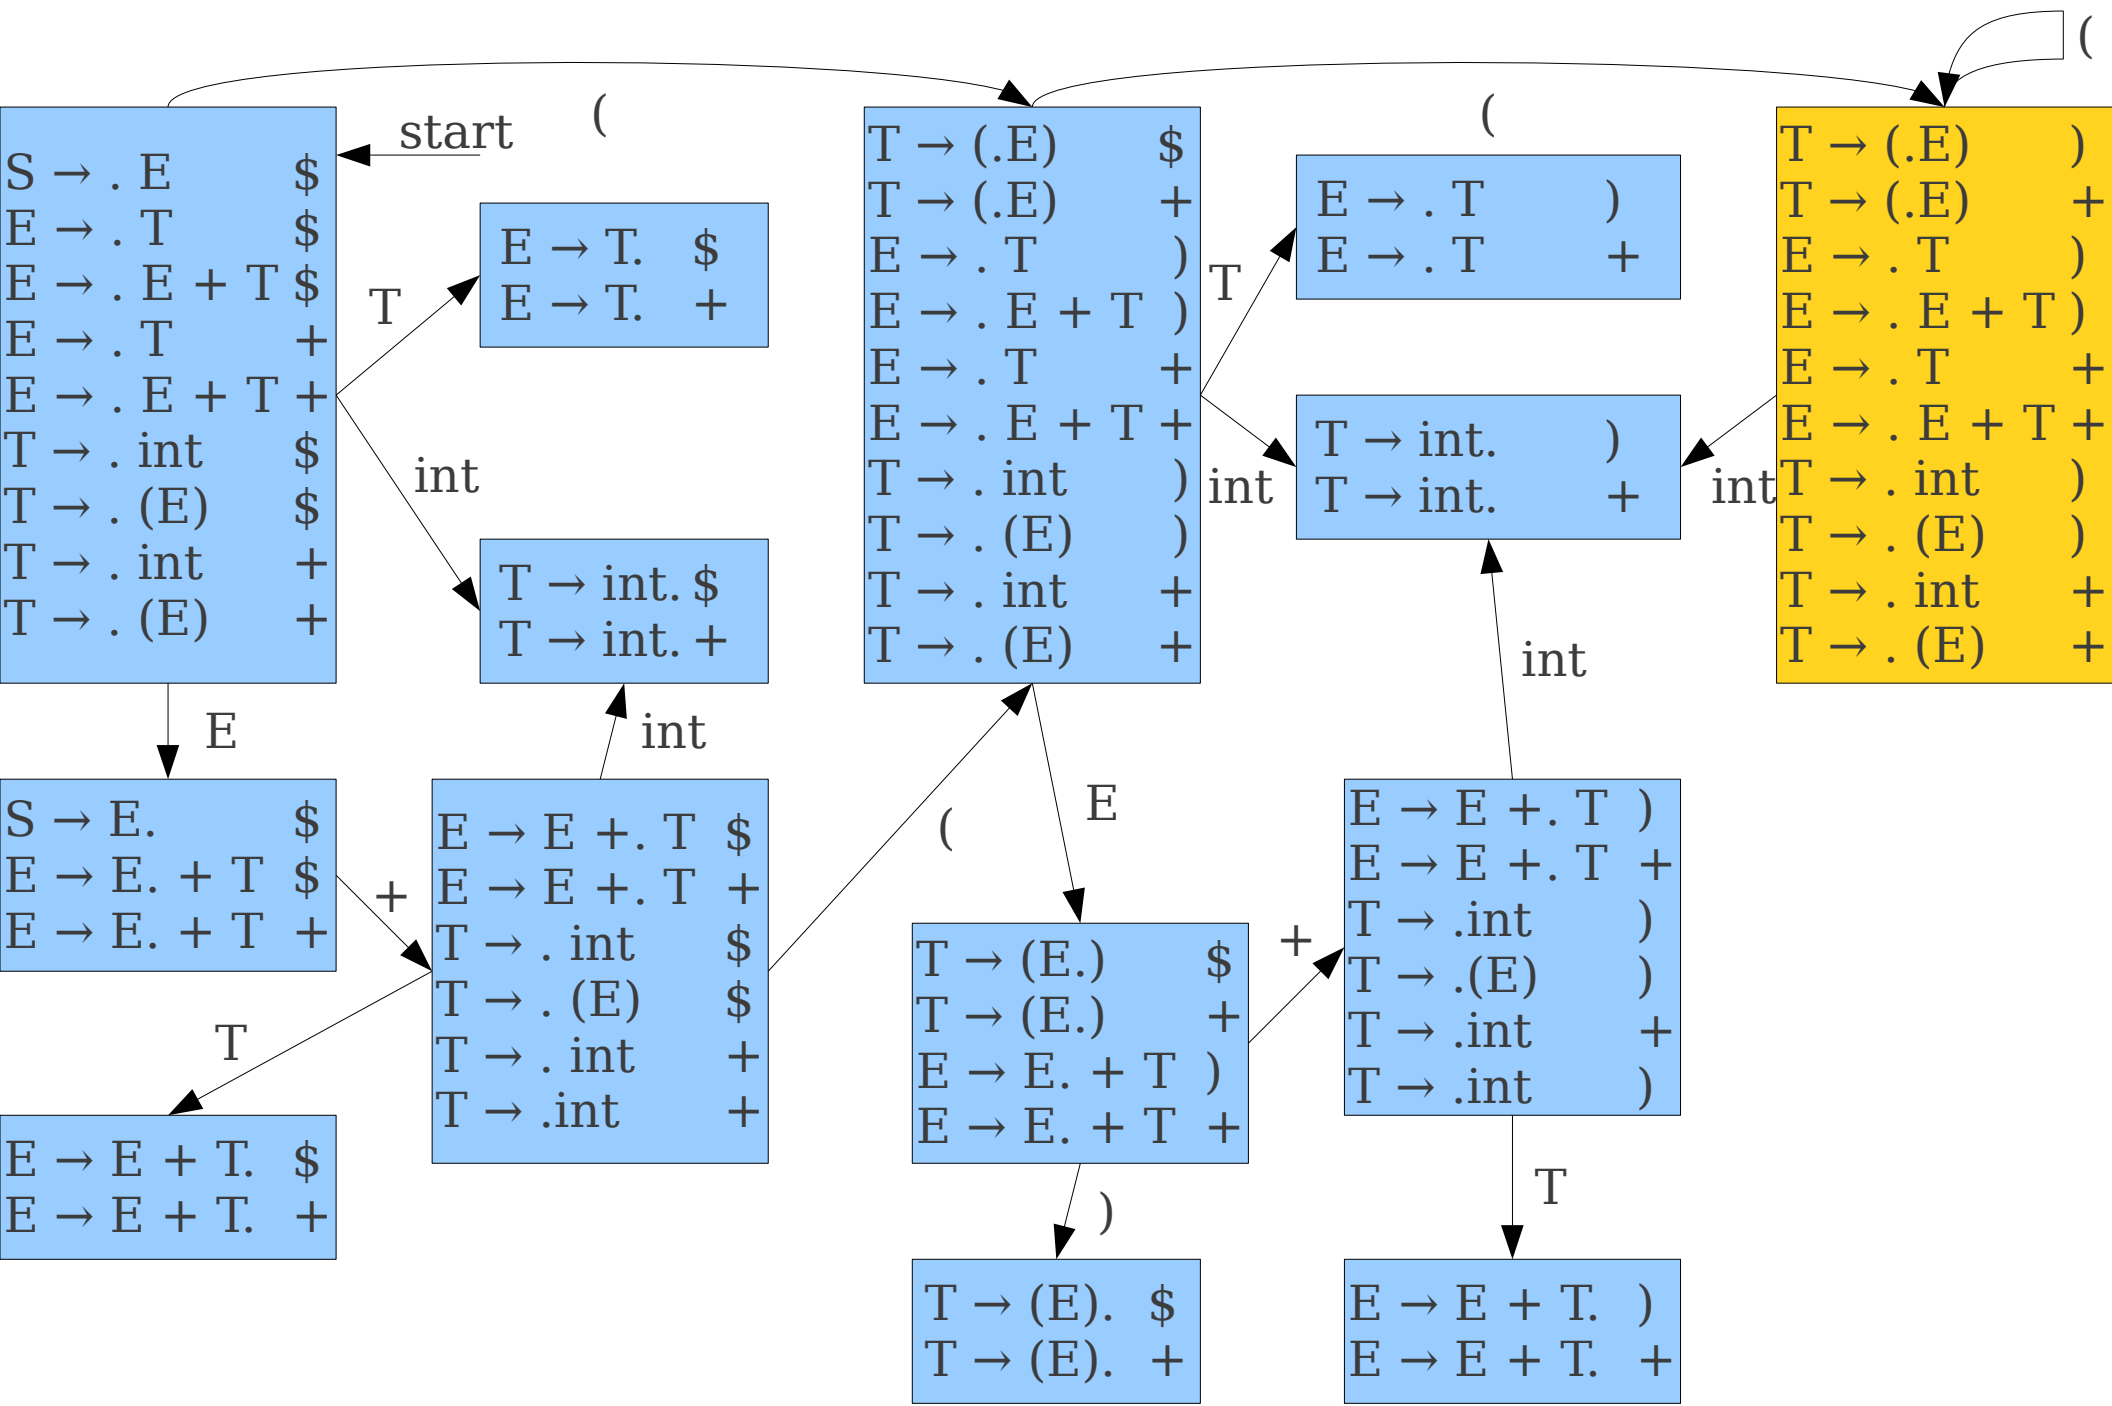 (
start
(
(
S → . E $
E → . T $
E → . E + T $
E → . T +
E → . E + T +
T → . int $
T → . (E) $
T → . int +
T → . (E) +
T
E → T. $
E → T. +
int
T → int. $
T → int. +
T → (.E) $
T → (.E) +
E → . T )
E → . E + T )
E → . T +
E → . E + T +
T → . int )
T → . (E) )
T → . int +
T → . (E) +
T
E → . T )
E → . T +
int
T → int. )
T → int. +
int
T → (.E) )
T → (.E) +
E → . T )
E → . E + T )
E → . T +
E → . E + T +
T → . int )
T → . (E) )
T → . int +
T → . (E) +
E
int
(
E
int
S → E. $
E → E. + T $
E → E. + T +
+
E → E +. T $
E → E +. T +
T → . int $
T → . (E) $
T → . int +
T → .int +
T
E → E + T. $
E → E + T. +
T → (E.) $
T → (E.) +
E → E. + T )
E → E. + T +
+
E → E +. T )
E → E +. T +
T → .int )
T → .(E) )
T → .int +
T → .int )
)
T
T → (E). $
T → (E). +
E → E + T. )
E → E + T. +